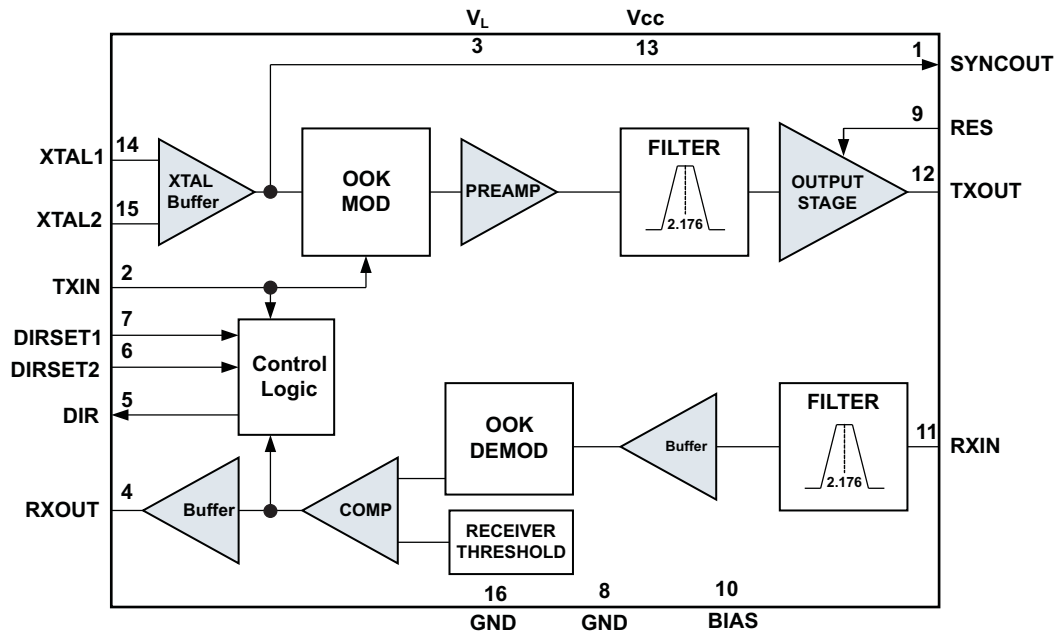 V_L
Vcc
3
13
1
SYNCOUT
9
RES
XTAL1
14
XTAL
Buffer
OOK
MOD
PREAMP
FILTER
2.176
OUTPUT
STAGE
12
TXOUT
XTAL2
15
TXIN
2
DIRSET1
7
DIRSET2
6
Control
Logic
DIR
5
OOK
DEMOD
Buffer
FILTER
2.176
11
RXIN
RXOUT
4
Buffer
COMP
RECEIVER
THRESHOLD
16
GND
8
GND
10
BIAS